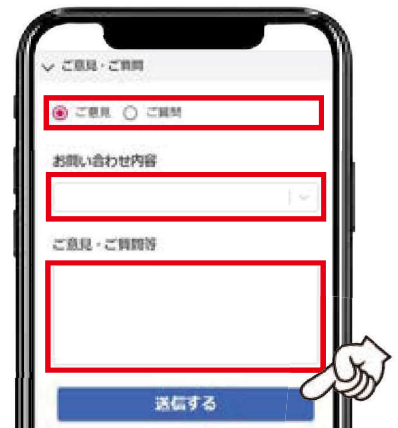 ご意見・ご質問
ご意見 ご質問
お問い合わせ内容
ご意見・ご質問等
送信する